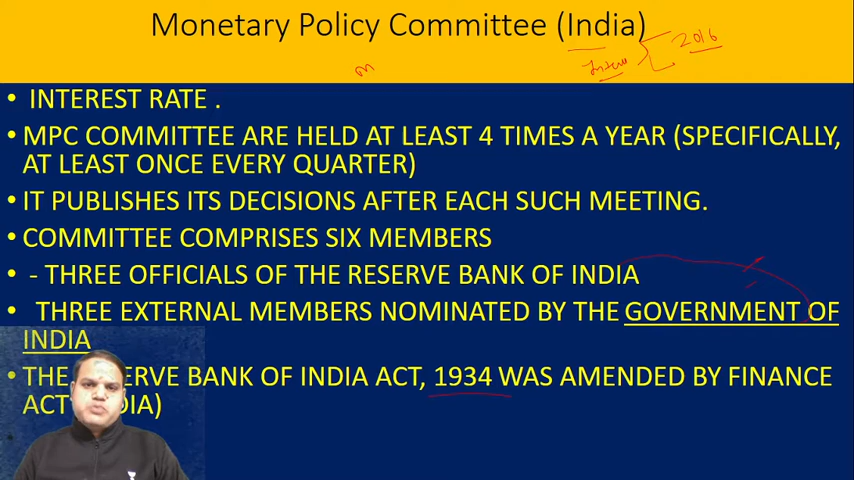 Monetary Policy Committee (India)
2016
• INTEREST RATE .
• MPC COMMITTEE ARE HELD AT LEAST 4 TIMES A YEAR (SPECIFICALLY,
AT LEAST ONCE EVERY QUARTER)
• IT PUBLISHES ITS DECISIONS AFTER EACH SUCH MEETING.
• COMMITTEE COMPRISES SIX MEMBERS
• - THREE OFFICIALS OF THE RESERVE BANK OF INDIA
• THREE EXTERNAL MEMBERS NOMINATED BY THE GOVERNMENT OF
INDIA
• THE ERVE BANK OF INDIA ACT, 1934 WAS AMENDED BY FINANCE
ACT DIA)